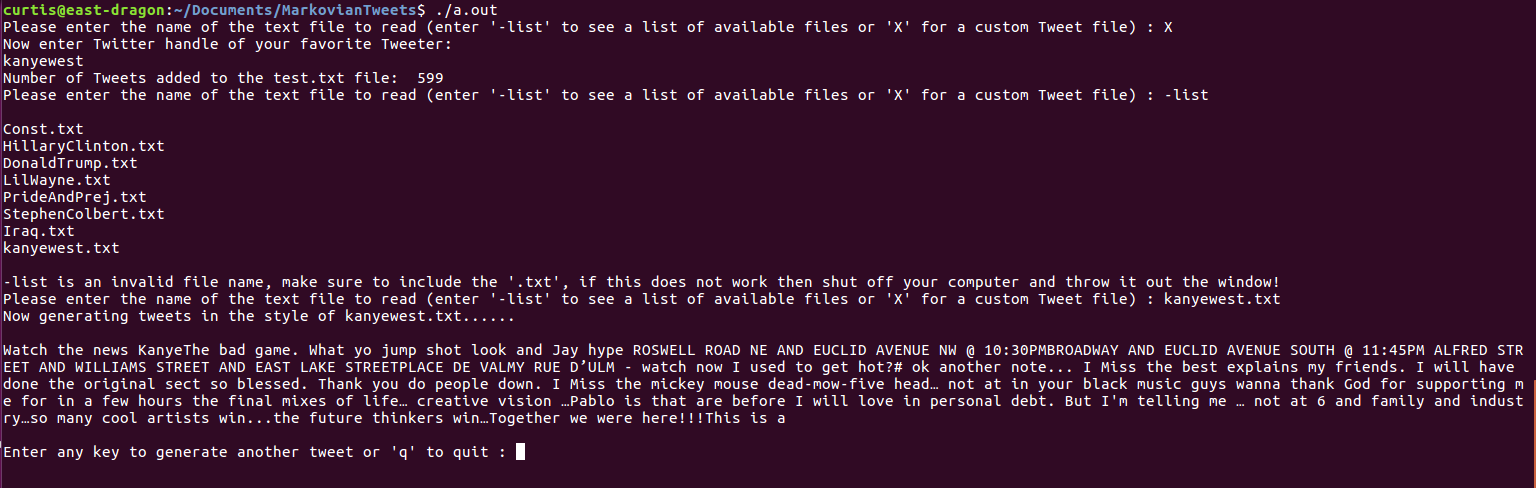 curtis@east-dragon:~/Documents/MarkovianTweets$ ./a.out
Please enter the name of the text file to read (enter '-list' to see a list of available files or 'X' for a custom Tweet file) : X
Now enter Twitter handle of your favorite Tweeter:
kanyewest
Number of Tweets added to the test.txt file:  599
Please enter the name of the text file to read (enter '-list' to see a list of available files or 'X' for a custom Tweet file) : -list
Const.txt
HillaryClinton.txt
DonaldTrump.txt
LilWayne.txt
PrideAndPrej.txt
StephenColbert.txt
Iraq.txt
kanyewest.txt
-list is an invalid file name, make sure to include the '.txt', if this does not work then shut off your computer and throw it out the window!
Please enter the name of the text file to read (enter '-list' to see a list of available files or 'X' for a custom Tweet file) : kanyewest.txt
Now generating tweets in the style of kanyewest.txt......
Watch the news KanyeThe bad game. What yo jump shot look and Jay hype ROSWELL ROAD NE AND EUCLID AVENUE NW @ 10:30PMBROADWAY AND EUCLID AVENUE SOUTH @ 11:45PM ALFRED STR
EET AND WILLIAMS STREET AND EAST LAKE STREETPLACE DE VALMY RUE D’ULM - watch now I used to get hot?# ok another note... I Miss the best explains my friends. I will have
done the original sect so blessed. Thank you do people down. I Miss the mickey mouse dead-mow-five head… not at in your black music guys wanna thank God for supporting m
e for in a few hours the final mixes of life… creative vision …Pablo is that are before I will love in personal debt. But I'm telling me … not at 6 and family and indust
ry…so many cool artists win...the future thinkers win…Together we were here!!!This is a
Enter any key to generate another tweet or 'q' to quit :